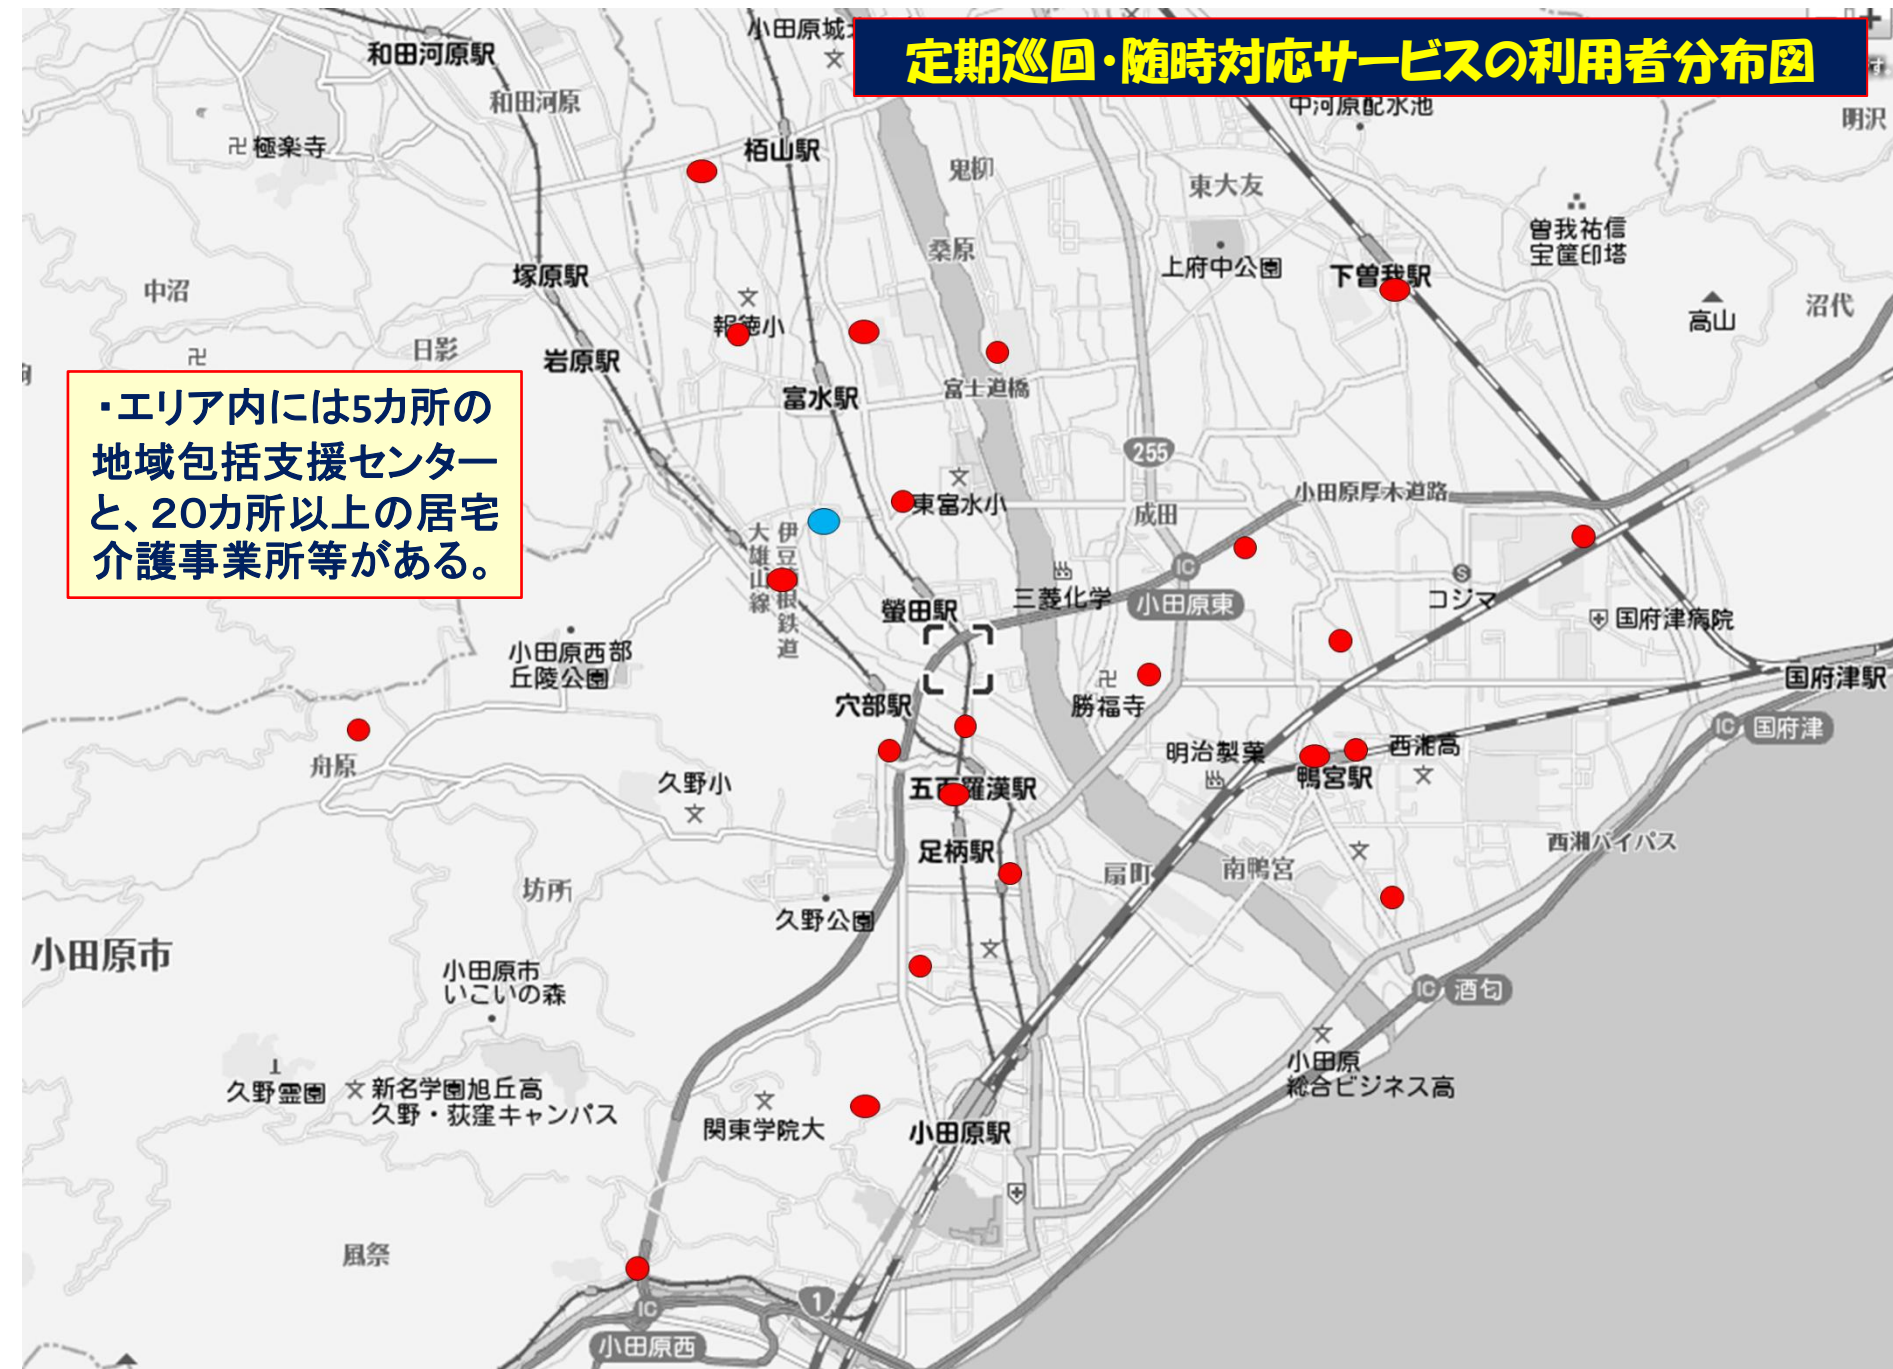 定期巡回・随時対応サービスの利用者分布図
小田原城
和田河原駅
和田河原
中河原配水池
明沢
卍 極楽寺
栢山駅
鬼柳
東大友
曽我祐信
宝篋印塔
桑原
上府中公園
下曽我駅
塚原駅
中沼
沼代
高山
報徳小
日影
岩原駅
富水駅
富士道橋
・エリア内には5カ所の
地域包括支援センター
と、20カ所以上の居宅
介護事業所等がある。
255
小田原厚木道路
東富水小
成田
大雄山線
伊豆箱根鉄道
IC
小田原東
三菱化学
螢田駅
コジマ
国府津病院
小田原西部
丘陵公園
国府津駅
穴部駅
卍
勝福寺
IC 国府津
明治製菓
西湘高
舟原
久野小
五百羅漢駅
鴨宮駅
足柄駅
西湘バイパス
扇町
南鴨宮
坊所
久野公園
小田原市
小田原市
いこいの森
IC 酒匂
小田原
総合ビジネス高
久野霊園
新名学園旭丘高
久野・荻窪キャンパス
関東学院大
小田原駅
風祭
1
IC
小田原西